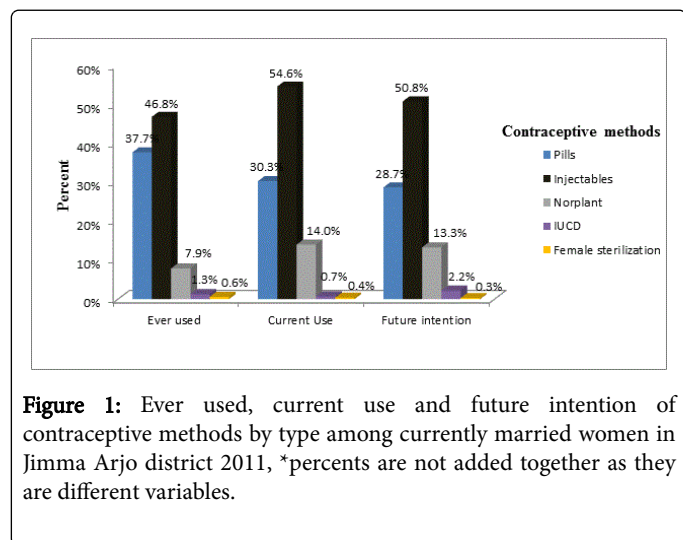 60%
50%
40%
30%
20%
10%
0%
Percent
37.7%
46.8%
7.9%
1.3%
0.6%
30.3%
54.6%
14.0%
0.7%
0.4%
28.7%
50.8%
13.3%
2.2%
0.3%
Ever used
Current Use
Future intention
Contraceptive methods
Pills
Injectables
Norplant
IUCD
Female sterilization
Figure 1: Ever used, current use and future intention of
contraceptive methods by type among currently married women in
Jimma Arjo district 2011, *percents are not added together as they
are different variables.